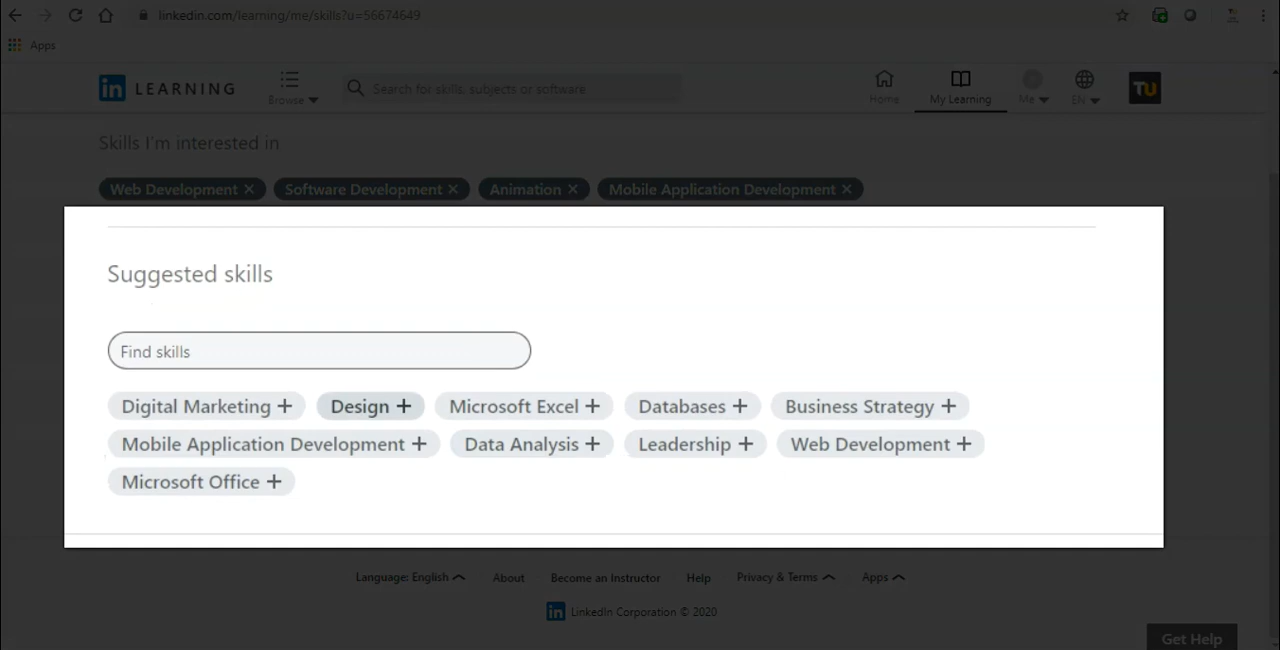 linkedin.com/learning/me/skills?u=56674649
Apps
in LEARNING
Browse
Search for skills, subjects or software
Home
My Learning
Me
EN
TU
Skills I'm interested in
Web Development × Software Development × Animation × Mobile Application Development ×
Suggested skills
Find skills
Digital Marketing + Design + Microsoft Excel + Databases + Business Strategy +
Mobile Application Development + Data Analysis + Leadership + Web Development +
Microsoft Office +
Language: English About Become an Instructor Help Privacy & Terms Apps
in LinkedIn Corporation © 2020
Get Help